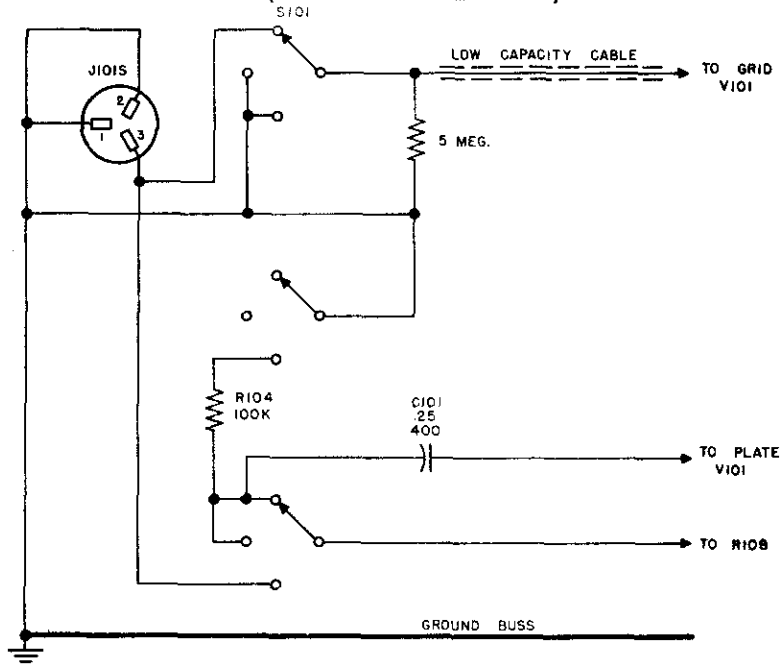 S101
LOW CAPACITY CABLE
TO GRID
V101
J101S
2
1
3
5 MEG.
R104
100K
C101
.25
400
TO PLATE
V101
TO R108
GROUND BUSS